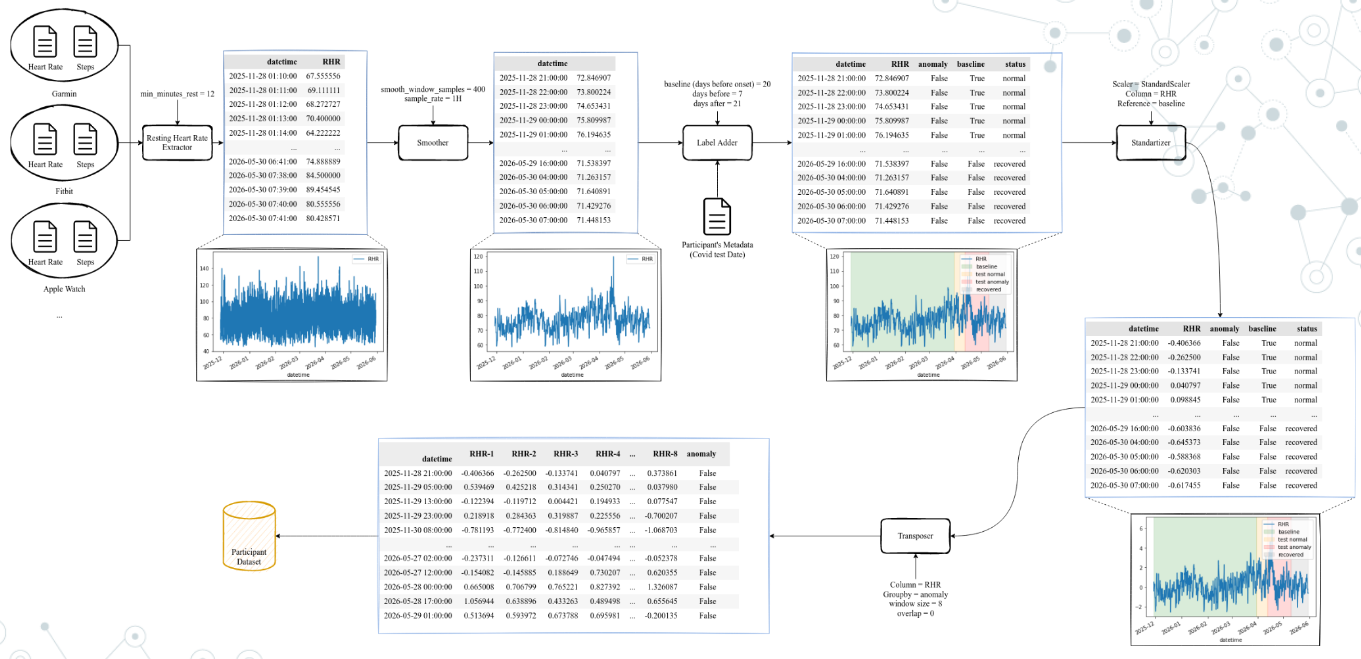 Heart Rate Steps
Garmin
Heart Rate Steps
Fitbit
Heart Rate Steps
Apple Watch
...
min_minutes_rest = 12
Resting Heart Rate
Extractor
datetime RHR
2025-11-28 01:10:00 67.555556
2025-11-28 01:11:00 69.111111
2025-11-28 01:12:00 68.272727
2025-11-28 01:13:00 70.400000
2025-11-28 01:14:00 64.222222
... ...
2026-05-30 06:41:00 74.888889
2026-05-30 07:38:00 84.500000
2026-05-30 07:39:00 89.454545
2026-05-30 07:40:00 80.555556
2026-05-30 07:41:00 80.428571
RHR
140
120
100
80
60
40
2025-12 2026-01 2026-02 2026-03 2026-04 2026-05 2026-06
datetime
smooth_window_samples = 400
sample_rate = 1H
Smoother
datetime
2025-11-28 21:00:00 72.846907
2025-11-28 22:00:00 73.800224
2025-11-28 23:00:00 74.653431
2025-11-29 00:00:00 75.809987
2025-11-29 01:00:00 76.194635
... ...
2026-05-29 16:00:00 71.538397
2026-05-30 04:00:00 71.263157
2026-05-30 05:00:00 71.640891
2026-05-30 06:00:00 71.429276
2026-05-30 07:00:00 71.448153
RHR
120
110
100
90
80
70
60
2025-12 2026-01 2026-02 2026-03 2026-04 2026-05 2026-06
datetime
baseline (days before onset) = 20
days before = 7
days after = 21
Label Adder
Participant's Metadata
(Covid test Date)
datetime RHR anomaly baseline status
2025-11-28 21:00:00 72.846907 False True normal
2025-11-28 22:00:00 73.800224 False True normal
2025-11-28 23:00:00 74.653431 False True normal
2025-11-29 00:00:00 75.809987 False True normal
2025-11-29 01:00:00 76.194635 False True normal
... ... ... ... ...
2026-05-29 16:00:00 71.538397 False False recovered
2026-05-30 04:00:00 71.263157 False False recovered
2026-05-30 05:00:00 71.640891 False False recovered
2026-05-30 06:00:00 71.429276 False False recovered
2026-05-30 07:00:00 71.448153 False False recovered
RHR
baseline
test normal
test anomaly
recovered
120
110
100
90
80
70
60
2025-12 2026-01 2026-02 2026-03 2026-04 2026-05 2026-06
datetime
Scaler = StandardScaler
Column = RHR
Reference = baseline
Standartizer
datetime RHR anomaly baseline status
2025-11-28 21:00:00 -0.406366 False True normal
2025-11-28 22:00:00 -0.262500 False True normal
2025-11-28 23:00:00 -0.133741 False True normal
2025-11-29 00:00:00 0.040797 False True normal
2025-11-29 01:00:00 0.098845 False True normal
... ... ... ... ...
2026-05-29 16:00:00 -0.603836 False False recovered
2026-05-30 04:00:00 -0.645373 False False recovered
2026-05-30 05:00:00 -0.588368 False False recovered
2026-05-30 06:00:00 -0.620303 False False recovered
2026-05-30 07:00:00 -0.617455 False False recovered
RHR
baseline
test normal
test anomaly
recovered
6
4
2
0
-2
2025-12 2026-01 2026-02 2026-03 2026-04 2026-05 2026-06
datetime
Transposer
Column = RHR
Groupby = anomaly
window size = 8
overlap = 0
datetime RHR-1 RHR-2 RHR-3 RHR-4 ... RHR-8 anomaly
2025-11-28 21:00:00 -0.406366 -0.262500 -0.133741 0.040797 ... 0.373861 False
2025-11-29 05:00:00 0.539469 0.425218 0.314341 0.250270 ... 0.037980 False
2025-11-29 13:00:00 -0.122394 -0.119712 0.004421 0.194933 ... 0.077547 False
2025-11-29 23:00:00 0.218918 0.284363 0.319887 0.225556 ... -0.700207 False
2025-11-30 08:00:00 -0.781193 -0.772400 -0.814840 -0.965857 ... -1.068703 False
... ... ... ... ... ... ... ...
2026-05-27 02:00:00 -0.237311 -0.126611 -0.072746 -0.047494 ... -0.052378 False
2026-05-27 12:00:00 -0.154082 -0.145885 0.188649 0.730207 ... 0.620355 False
2026-05-28 00:00:00 0.665008 0.706799 0.765221 0.827392 ... 1.326087 False
2026-05-28 17:00:00 1.056944 0.638896 0.433263 0.489498 ... 0.655645 False
2026-05-29 01:00:00 0.513694 0.593972 0.673788 0.695981 ... -0.200135 False
Participant
Dataset